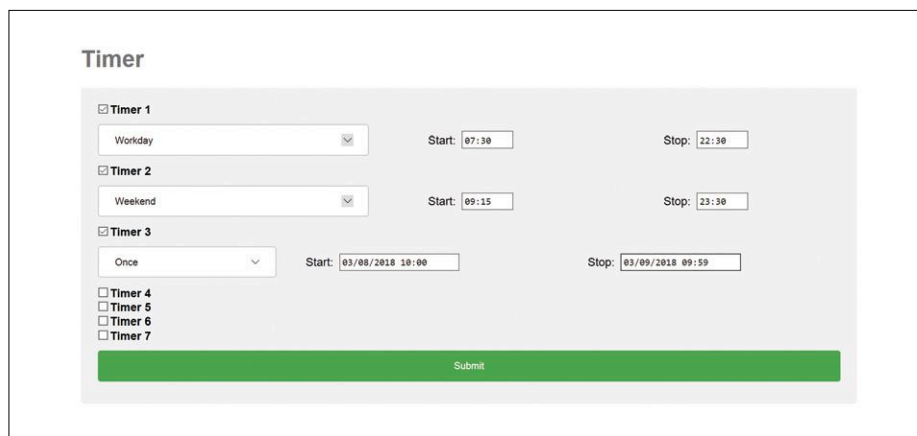 Timer
Timer 1
Workday Start: 07:30 Stop: 22:30
Timer 2
Weekend Start: 09:15 Stop: 23:30
Timer 3
Once Start: 03/08/2018 10:00 Stop: 03/09/2018 09:59
Timer 4
Timer 5
Timer 6
Timer 7
Submit